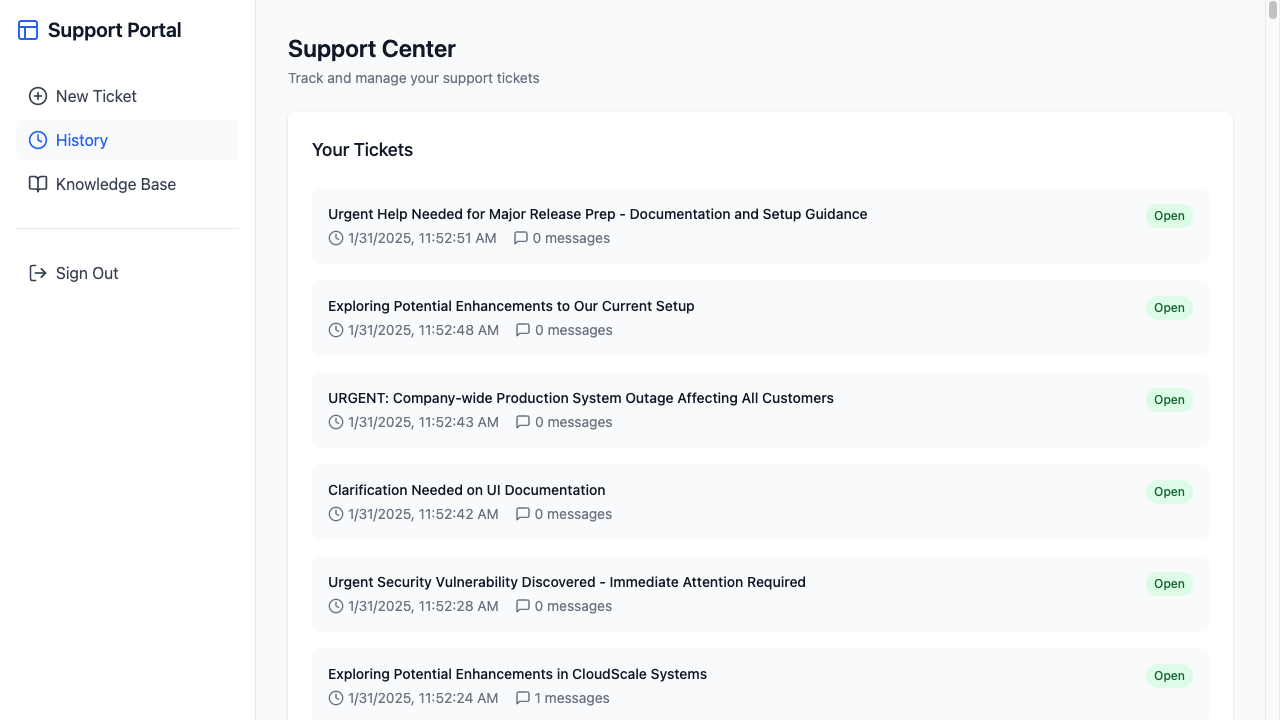 Support Portal
New Ticket
History
Knowledge Base
Sign Out
Support Center
Track and manage your support tickets
Your Tickets
Urgent Help Needed for Major Release Prep - Documentation and Setup Guidance
Open
1/31/2025, 11:52:51 AM 0 messages
Exploring Potential Enhancements to Our Current Setup
Open
1/31/2025, 11:52:48 AM 0 messages
URGENT: Company-wide Production System Outage Affecting All Customers
Open
1/31/2025, 11:52:43 AM 0 messages
Clarification Needed on UI Documentation
Open
1/31/2025, 11:52:42 AM 0 messages
Urgent Security Vulnerability Discovered - Immediate Attention Required
Open
1/31/2025, 11:52:28 AM 0 messages
Exploring Potential Enhancements in CloudScale Systems
Open
1/31/2025, 11:52:24 AM 1 messages